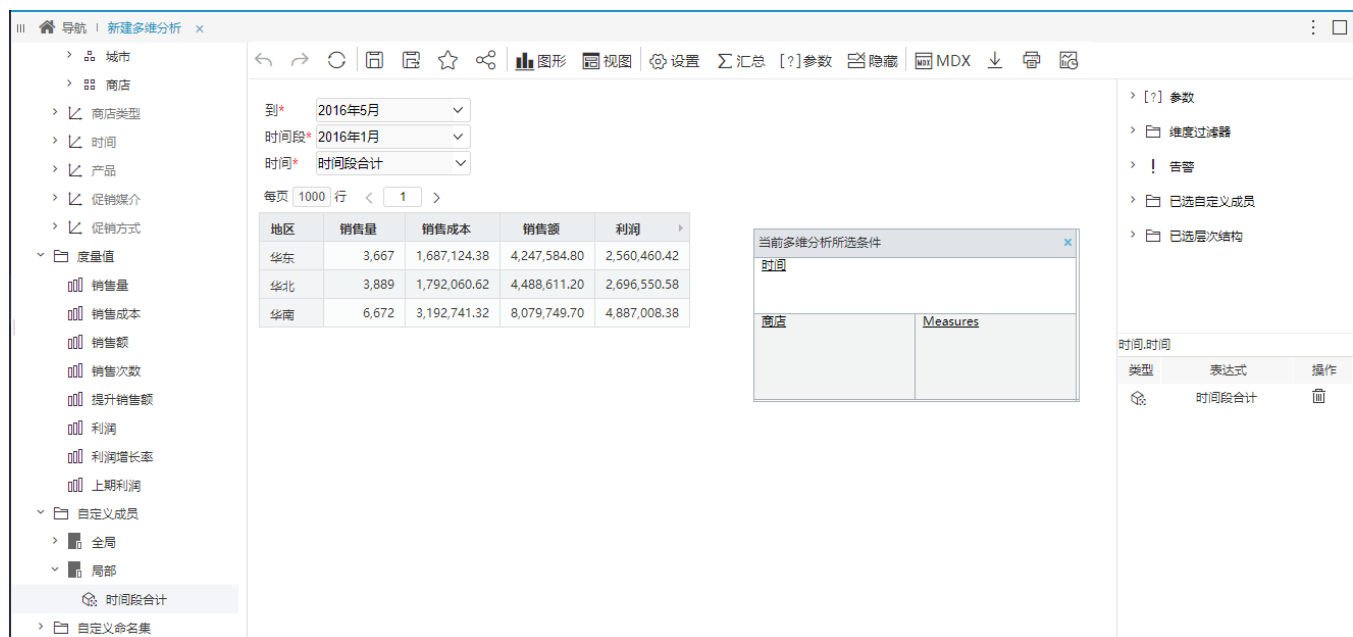 导航 新建多维分析 ×
城市
商店
商店类型
时间
产品
促销媒介
促销方式
度量值
销售量
销售成本
销售额
销售次数
提升销售额
利润
利润增长率
上期利润
自定义成员
全局
局部
时间段合计
自定义命名集
图形 视图 设置 汇总 [?]参数 隐藏 MDX
到* 2016年5月
时间段* 2016年1月
时间* 时间段合计
每页 1000 行 < 1 >
地区 销售量 销售成本 销售额 利润
华东 3,667 1,687,124.38 4,247,584.80 2,560,460.42
华北 3,889 1,792,060.62 4,488,611.20 2,696,550.58
华南 6,672 3,192,741.32 8,079,749.70 4,887,008.38
当前多维分析所选条件 ×
时间
商店 Measures
[?] 参数
维度过滤器
! 告警
已选自定义成员
已选层次结构
时间.时间
类型 表达式 操作
时间段合计